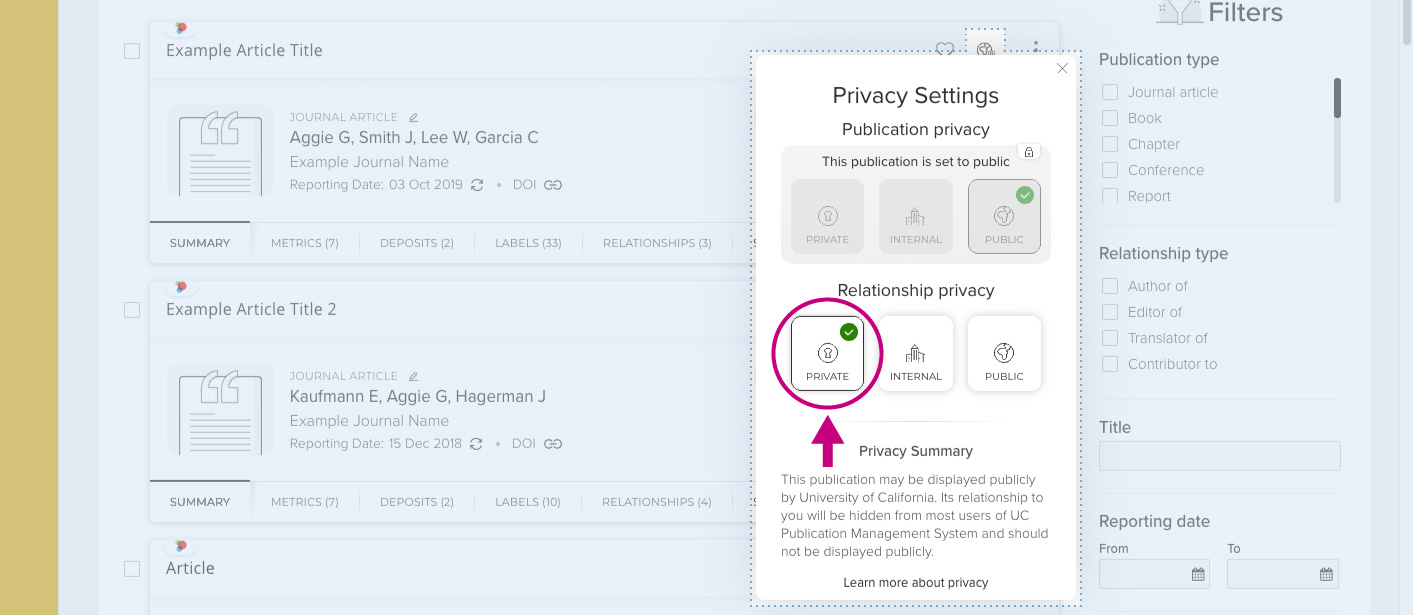 Filters
Example Article Title
JOURNAL ARTICLE
Aggie G, Smith J, Lee W, Garcia C
Example Journal Name
Reporting Date: 03 Oct 2019 • DOI
SUMMARY METRICS (7) DEPOSITS (2) LABELS (33) RELATIONSHIPS (3)
Example Article Title 2
JOURNAL ARTICLE
Kaufmann E, Aggie G, Hagerman J
Example Journal Name
Reporting Date: 15 Dec 2018 • DOI
SUMMARY METRICS (7) DEPOSITS (2) LABELS (10) RELATIONSHIPS (4)
Article
Privacy Settings
Publication privacy
This publication is set to public
PRIVATE INTERNAL PUBLIC
Relationship privacy
PRIVATE INTERNAL PUBLIC
Privacy Summary
This publication may be displayed publicly
by University of California. Its relationship to
you will be hidden from most users of UC
Publication Management System and should
not be displayed publicly.
Learn more about privacy
Publication type
Journal article
Book
Chapter
Conference
Report
Relationship type
Author of
Editor of
Translator of
Contributor to
Title
Reporting date
From To